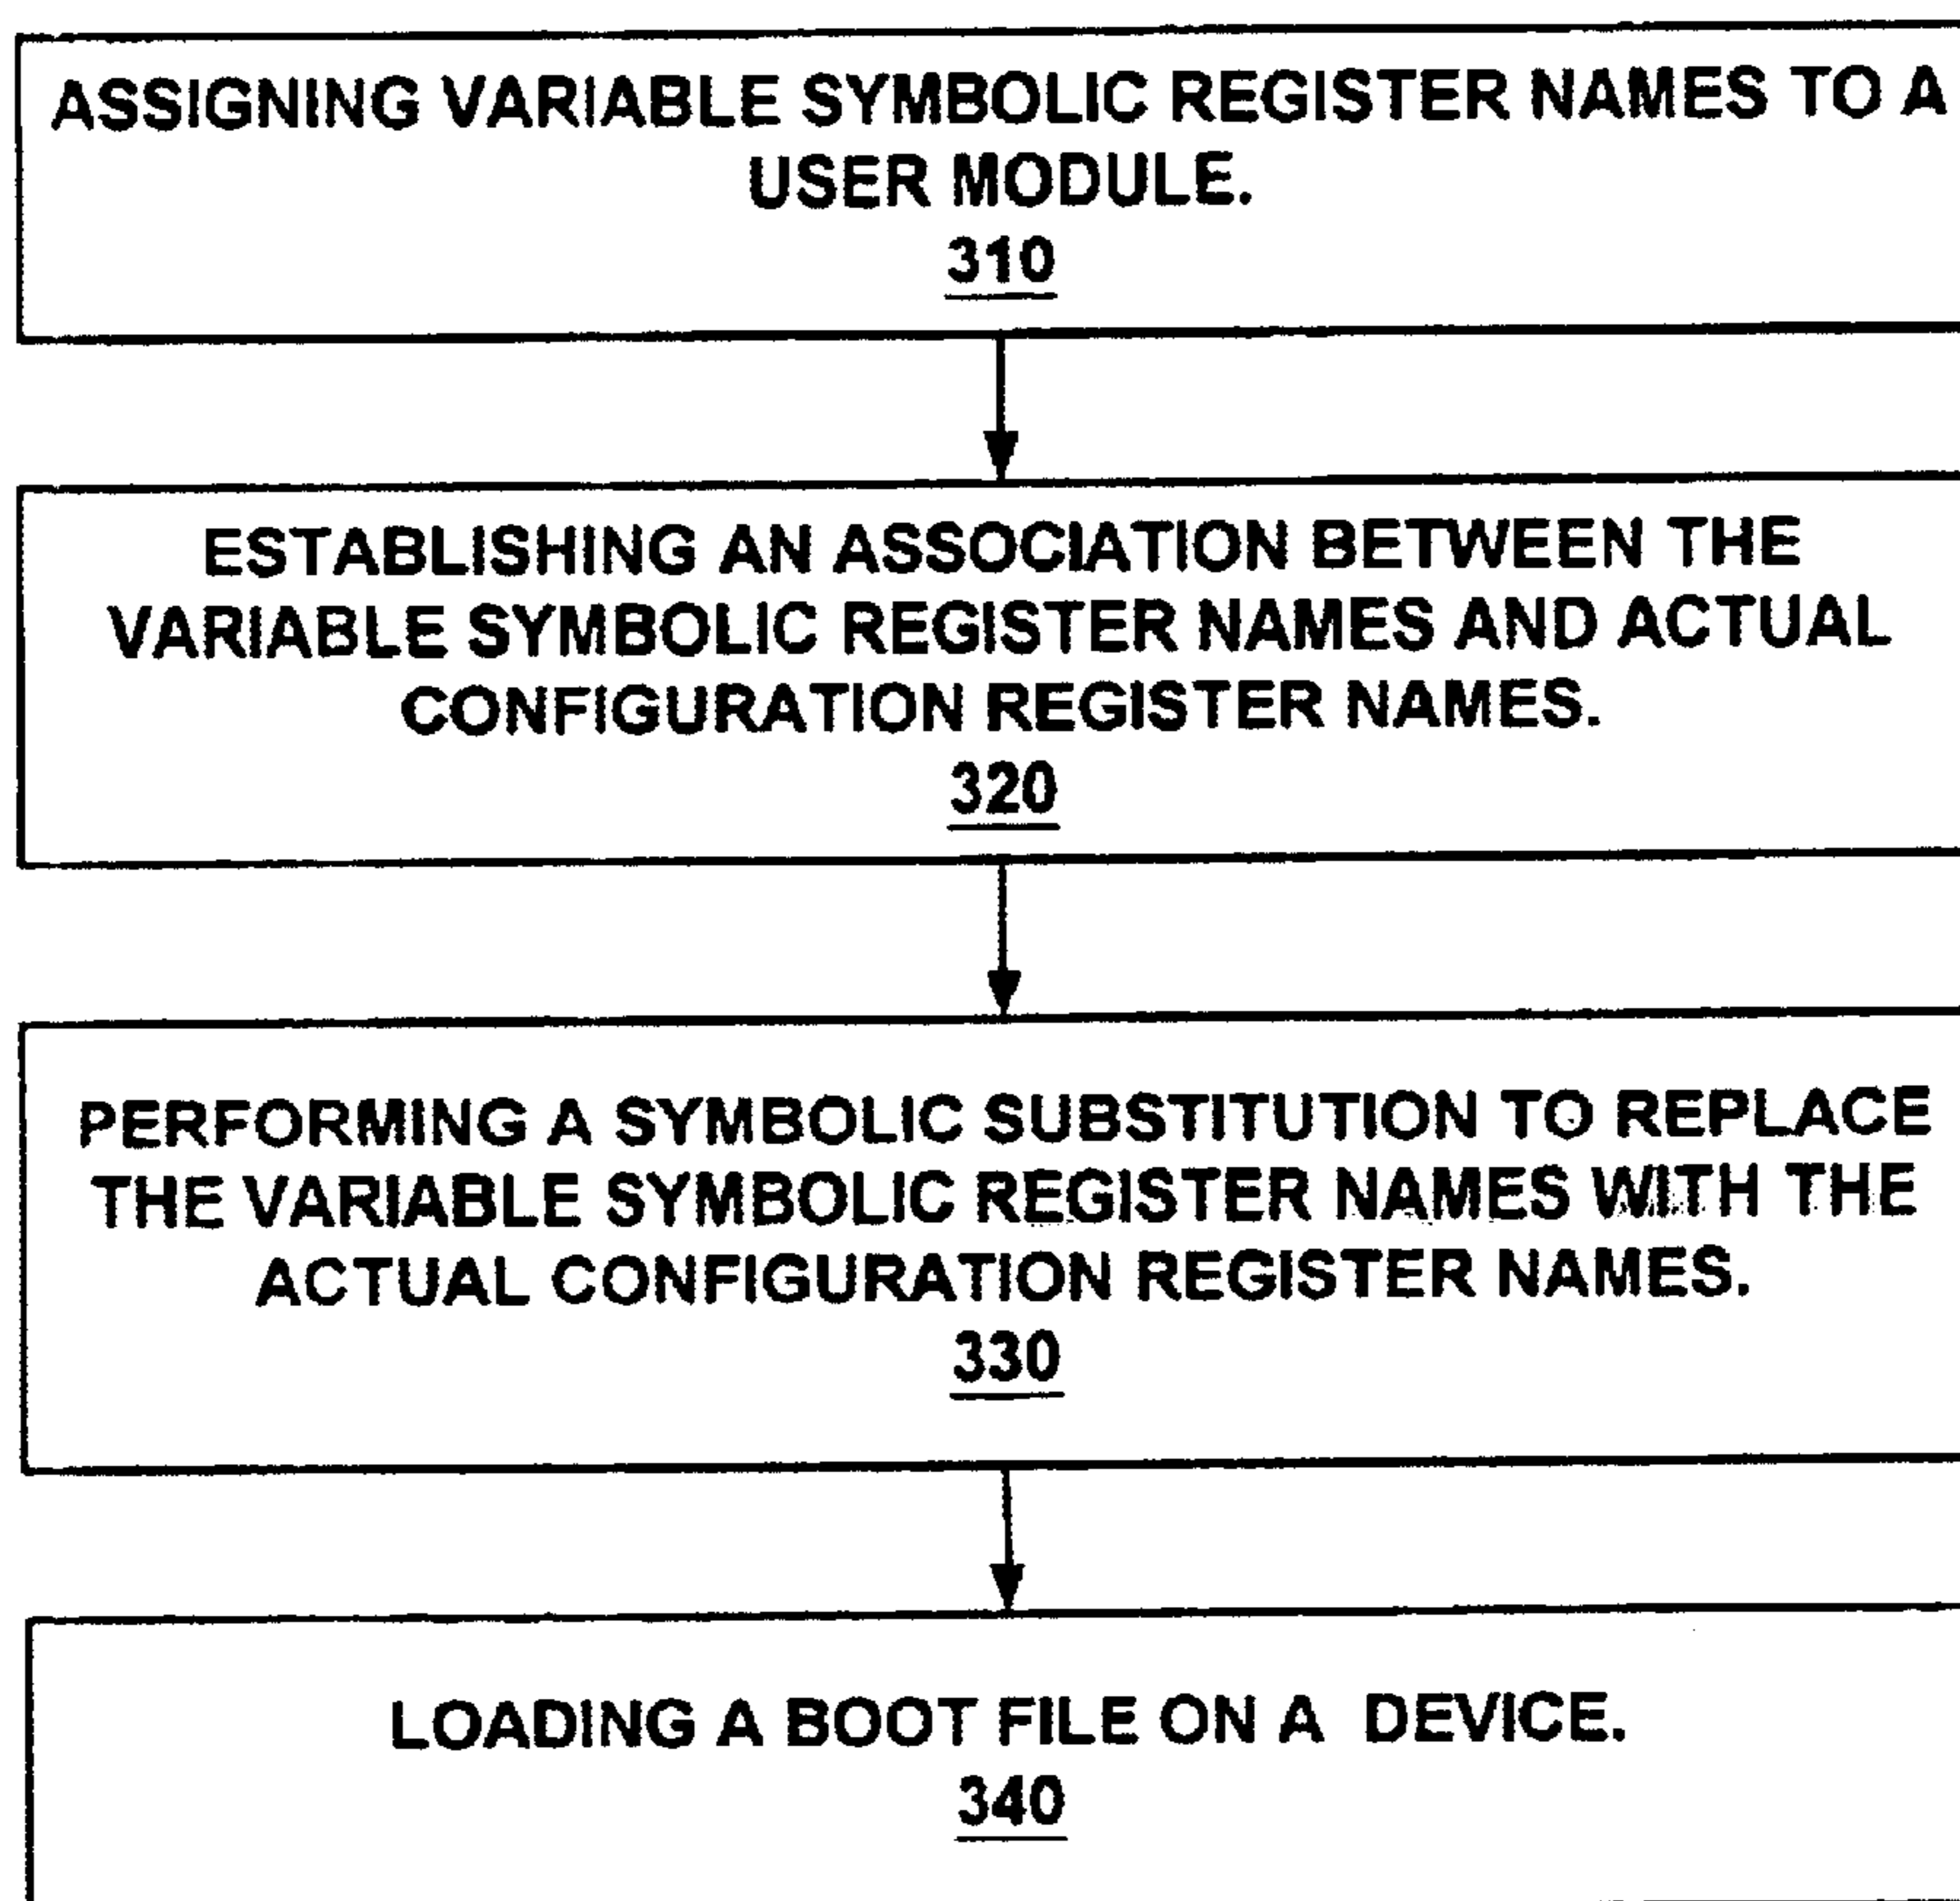 ASSIGNING VARIABLE SYMBOLIC REGISTER NAMES TO A
USER MODULE.
310
ESTABLISHING AN ASSOCIATION BETWEEN THE
VARIABLE SYMBOLIC REGISTER NAMES AND ACTUAL
CONFIGURATION REGISTER NAMES.
320
PERFORMING A SYMBOLIC SUBSTITUTION TO REPLACE
THE VARIABLE SYMBOLIC REGISTER NAMES WITH THE
ACTUAL CONFIGURATION REGISTER NAMES.
330
LOADING A BOOT FILE ON A DEVICE.
340